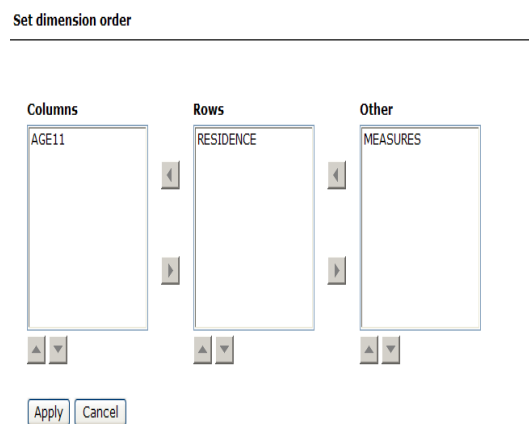 Set dimension order
Columns Rows Other
AGE11 RESIDENCE MEASURES
Apply Cancel